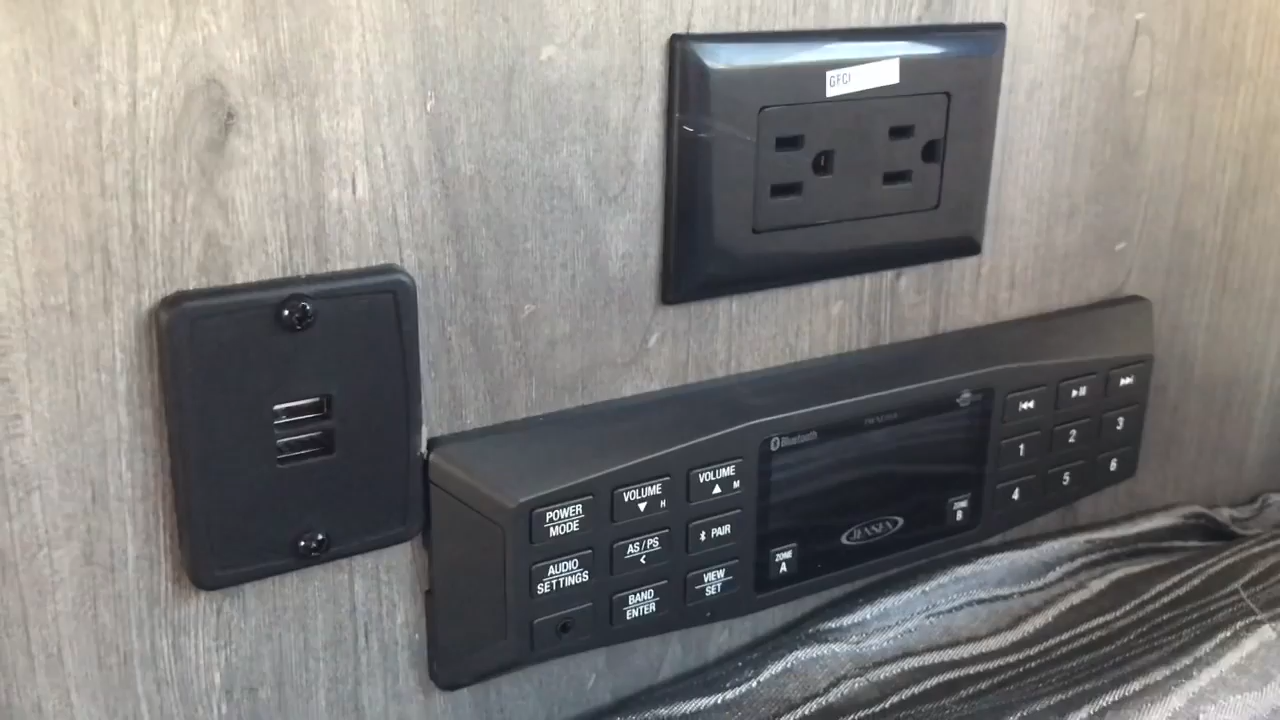 GFCI
Bluetooth
POWER
MODE
VOLUME
H
VOLUME
M
AUDIO
SETTINGS
AS/PS
<
PAIR
BAND
ENTER
VIEW
SET
ZONE
A
JENSEN
ZONE
B
1 2 3
4 5 6